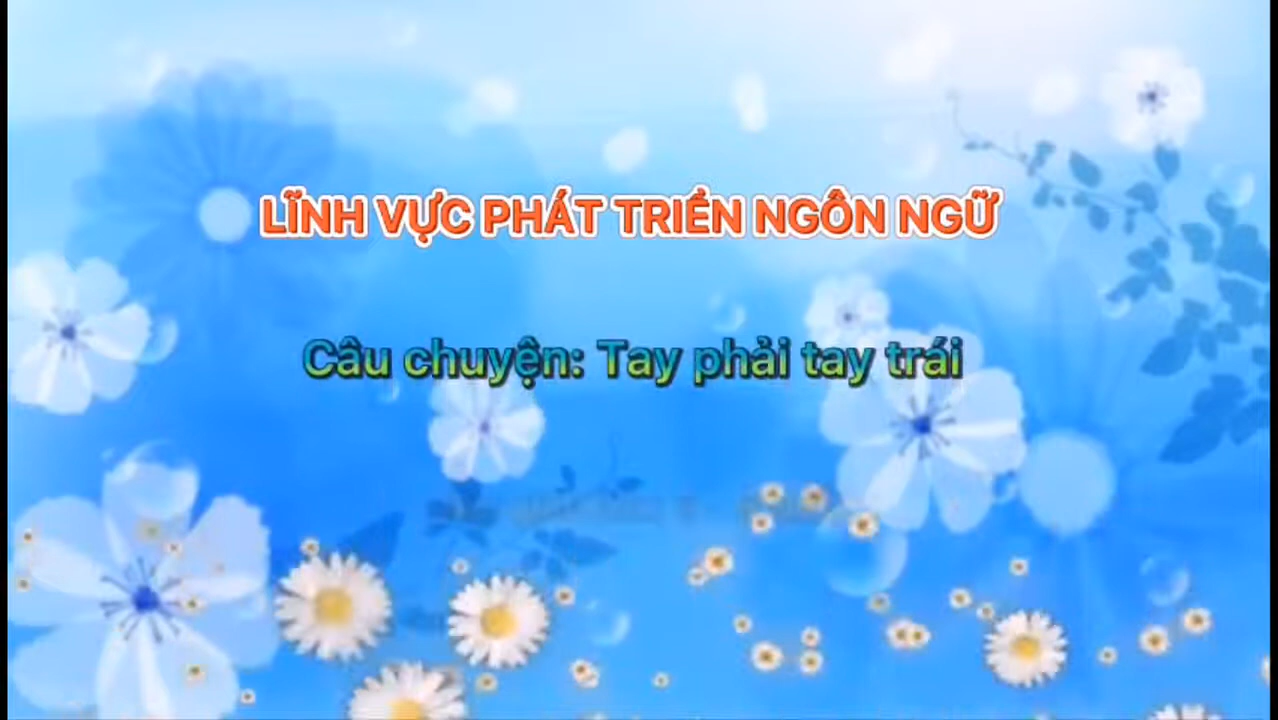 LĨNH VỰC PHÁT TRIỂN NGÔN NGỮ
Câu chuyện: Tay phải tay trái